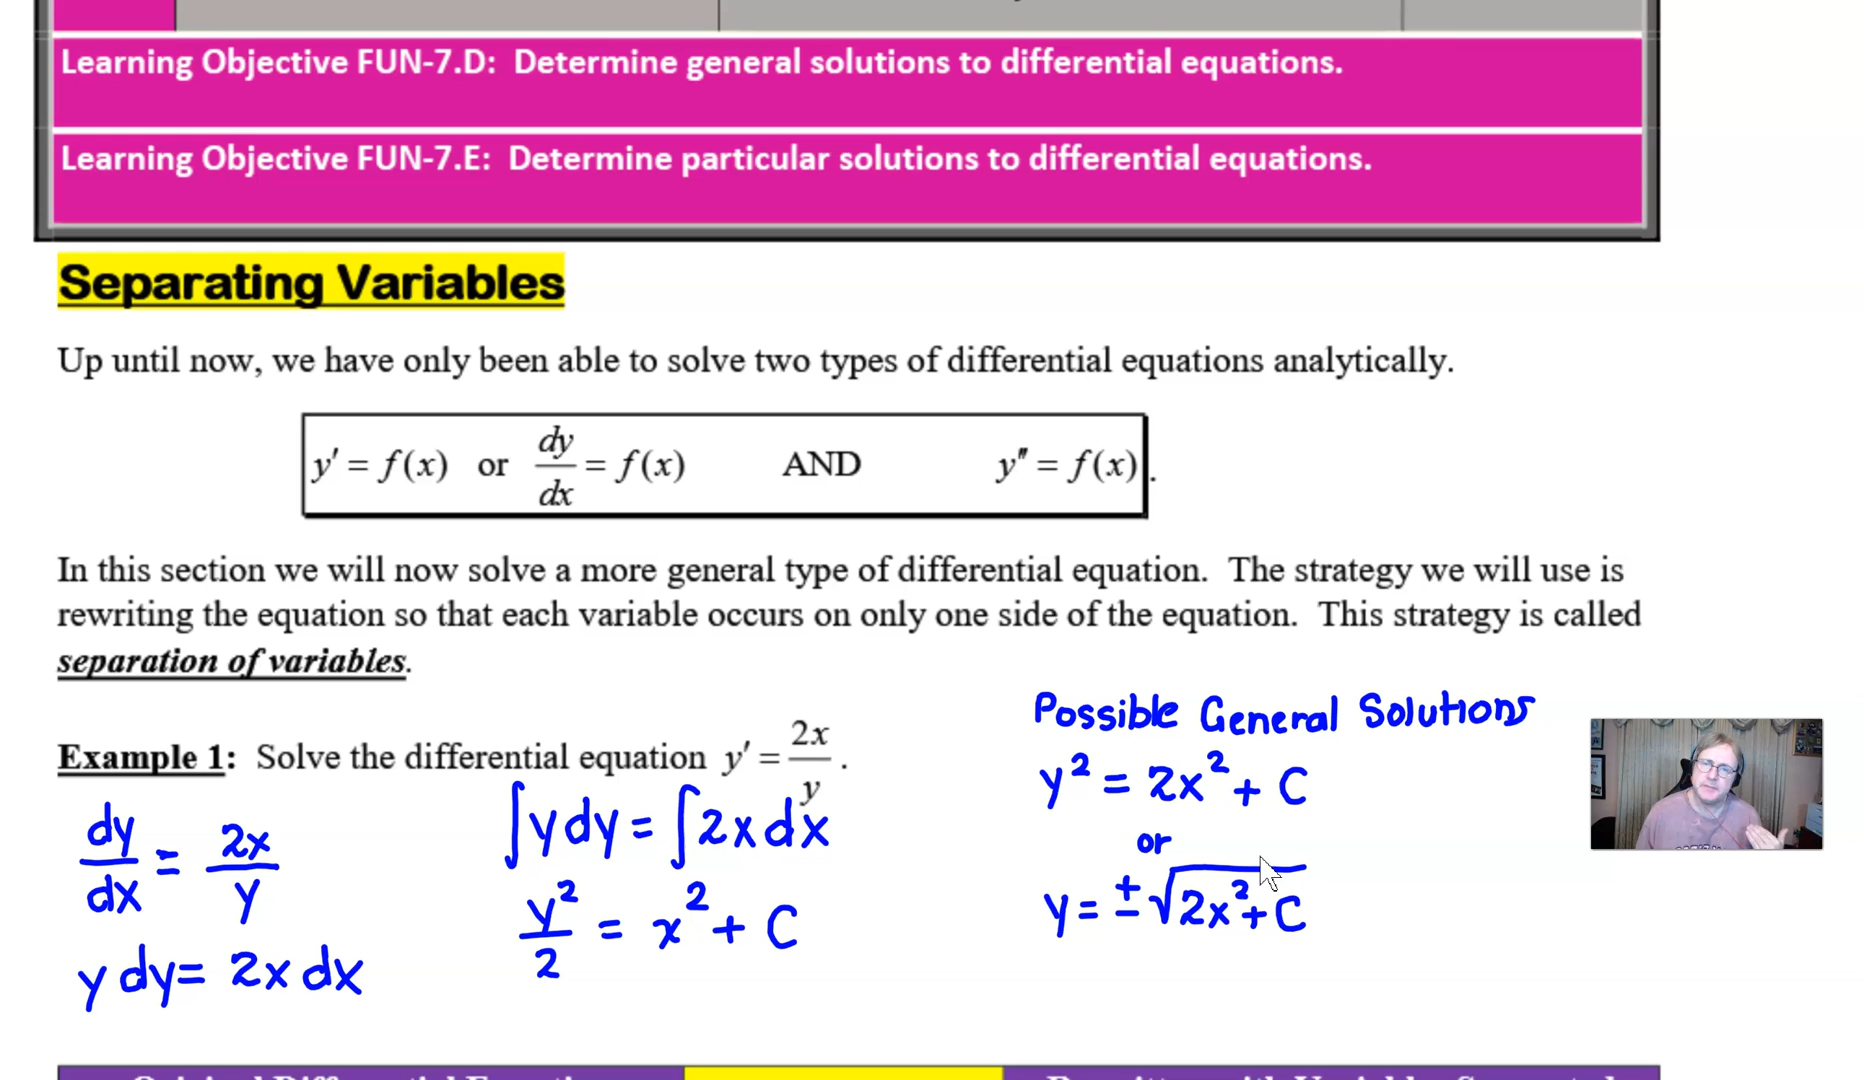 Learning Objective FUN-7.D: Determine general solutions to differential equations.
Learning Objective FUN-7.E: Determine particular solutions to differential equations.
Separating Variables
Up until now, we have only been able to solve two types of differential equations analytically.
y' = f(x) or dy/dx = f(x) AND y" = f(x).
In this section we will now solve a more general type of differential equation. The strategy we will use is
rewriting the equation so that each variable occurs on only one side of the equation. This strategy is called
separation of variables.
Example 1: Solve the differential equation y' = 2x/y.
dy/dx = 2x/y
y dy = 2x dx
∫y dy = ∫2x dx
y²/2 = x² + C
Possible General Solutions
y² = 2x² + C
or
y = ±√(2x² + C)